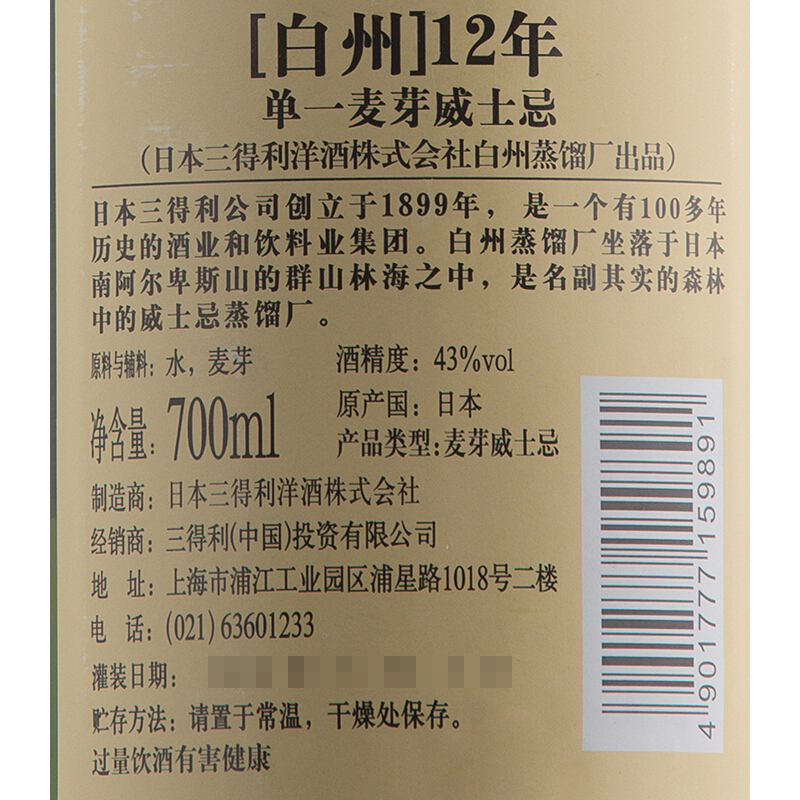 [白州]12年
单一麦芽威士忌
(日本三得利洋酒株式会社白州蒸馏厂出品)
日本三得利公司创立于1899年，是一个有100多年
历史的酒业和饮料业集团。白州蒸馏厂坐落于日本
南阿尔卑斯山的群山林海之中，是名副其实的森林
中的威士忌蒸馏厂。
原料与辅料：水，麦芽
酒精度：43%vol
净含量：700ml
原产国：日本
产品类型：麦芽威士忌
制造商：日本三得利洋酒株式会社
经销商：三得利(中国)投资有限公司
地 址：上海市浦江工业园区浦星路1018号二楼
电 话：(021)63601233
灌装日期：
贮存方法：请置于常温，干燥处保存。
过量饮酒有害健康
4 901777 159891